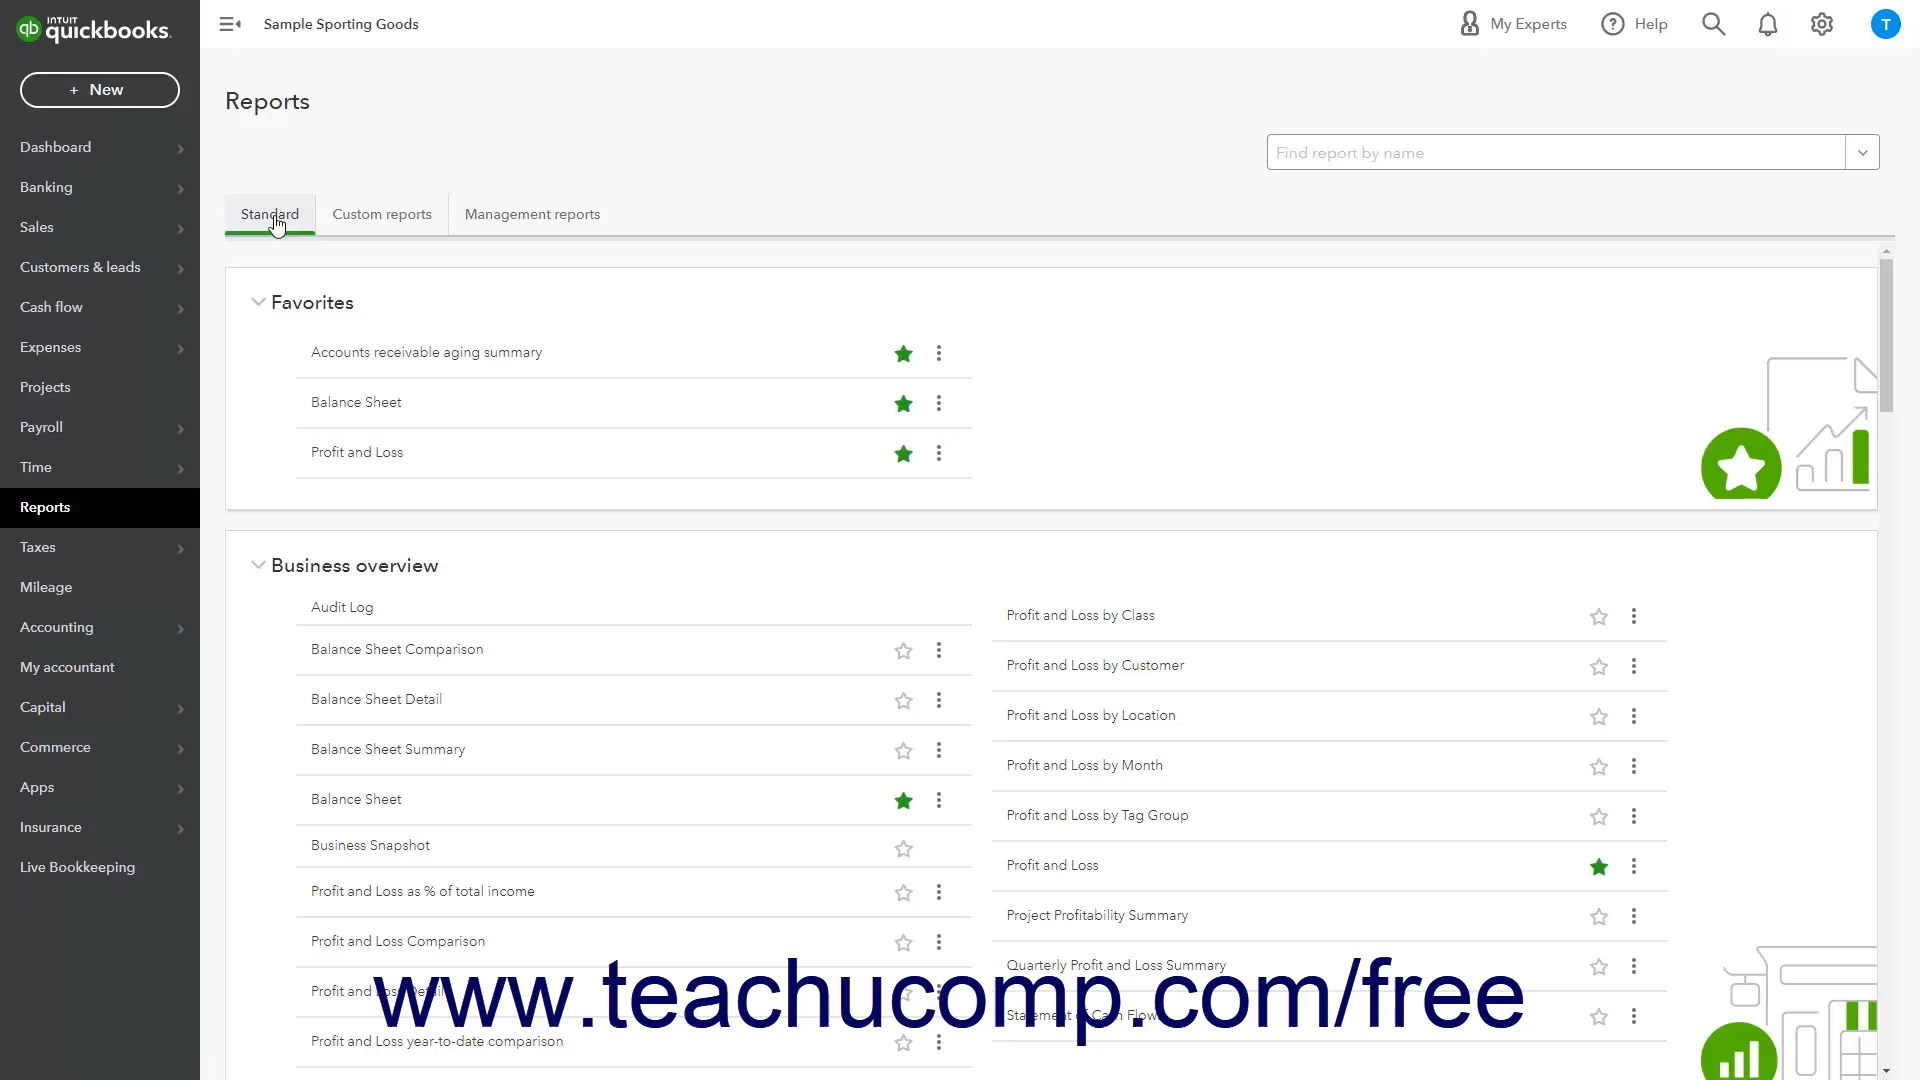 INTUIT
quickbooks.
Sample Sporting Goods
My Experts
Help
T
+ New
Dashboard
Banking
Sales
Customers & leads
Cash flow
Expenses
Projects
Payroll
Time
Reports
Taxes
Mileage
Accounting
My accountant
Capital
Commerce
Apps
Insurance
Live Bookkeeping
Reports
Find report by name
Standard
Custom reports
Management reports
Favorites
Accounts receivable aging summary
Balance Sheet
Profit and Loss
Business overview
Audit Log
Balance Sheet Comparison
Balance Sheet Detail
Balance Sheet Summary
Balance Sheet
Business Snapshot
Profit and Loss as % of total income
Profit and Loss Comparison
Profit and Loss Detail
Profit and Loss year-to-date comparison
Profit and Loss by Class
Profit and Loss by Customer
Profit and Loss by Location
Profit and Loss by Month
Profit and Loss by Tag Group
Profit and Loss
Project Profitability Summary
Quarterly Profit and Loss Summary
Statement of Cash Flows
www.teachucomp.com/free